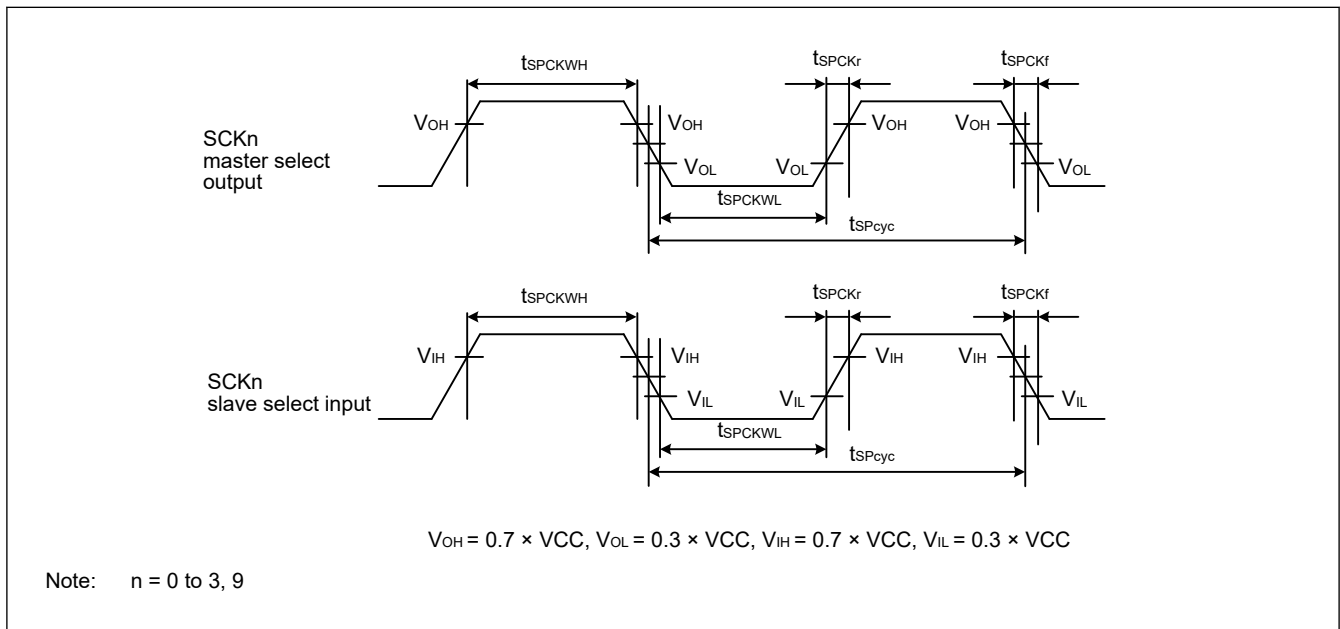 tSPCKWH
tSPCKr
tSPCKf
SCKn
master select
output
VOH
VOH
VOL
VOL
VOH
VOH
VOL
tSPCKWL
tSPcyc
tSPCKWH
tSPCKr
tSPCKf
SCKn
slave select input
VIH
VIH
VIL
VIL
VIH
VIH
VIL
tSPCKWL
tSPcyc
VOH = 0.7 × VCC, VOL = 0.3 × VCC, VIH = 0.7 × VCC, VIL = 0.3 × VCC
Note: n = 0 to 3, 9